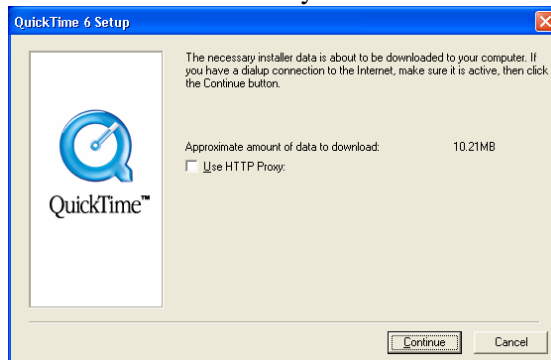 QuickTime 6 Setup
The necessary installer data is about to be downloaded to your computer. If
you have a dialup connection to the Internet, make sure it is active, then click
the Continue button.
Approximate amount of data to download: 10.21MB
Use HTTP Proxy:
QuickTime™
Continue Cancel